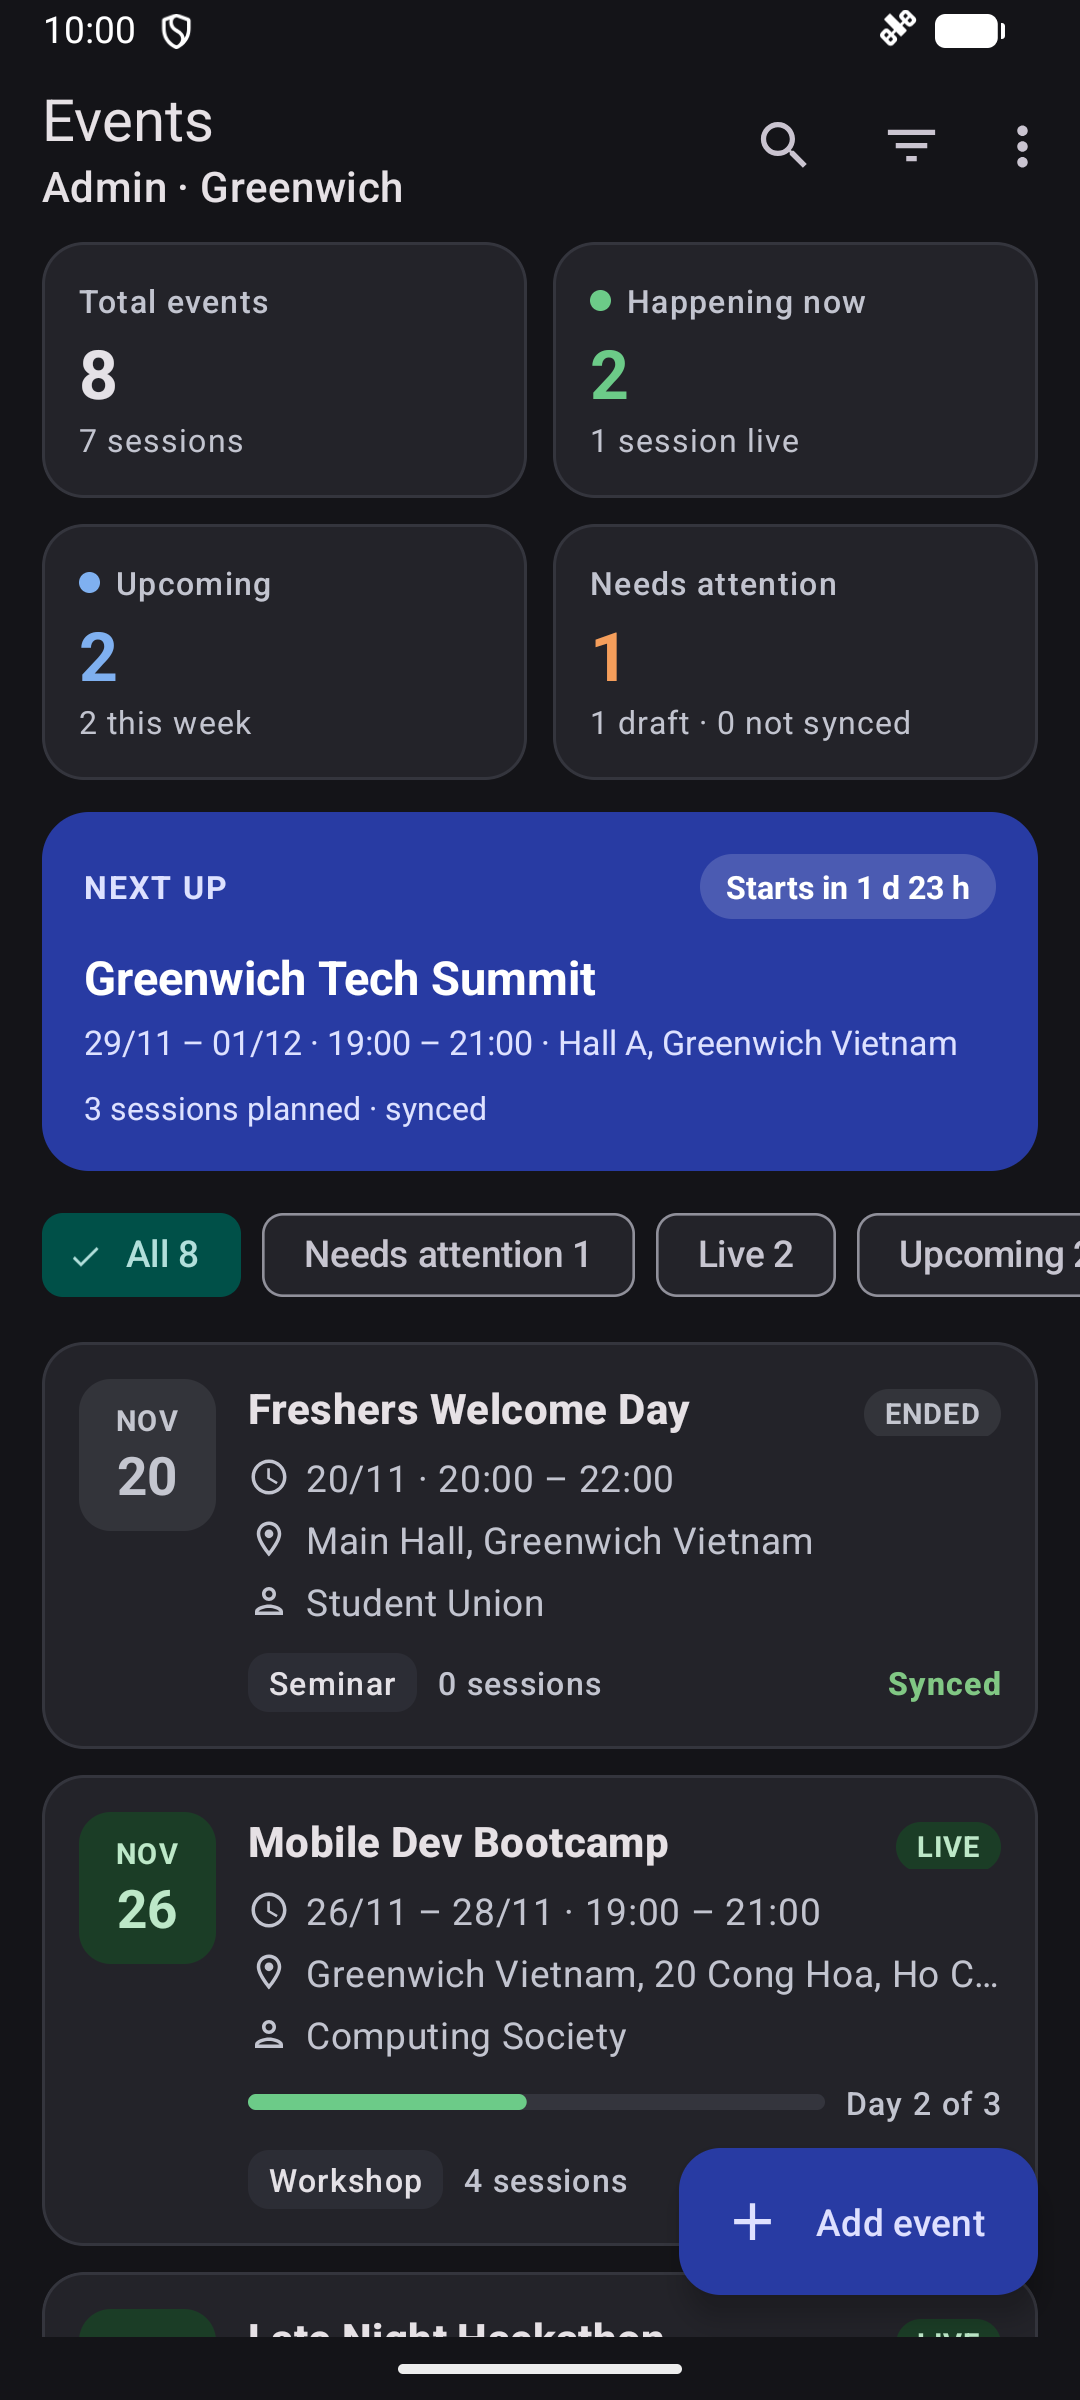 10:00
Events
Admin · Greenwich
Total events
8
7 sessions
Happening now
2
1 session live
Upcoming
2
2 this week
Needs attention
1
1 draft · 0 not synced
NEXT UP
Starts in 1 d 23 h
Greenwich Tech Summit
29/11 – 01/12 · 19:00 – 21:00 · Hall A, Greenwich Vietnam
3 sessions planned · synced
All 8
Needs attention 1
Live 2
Upcoming 2
NOV
20
Freshers Welcome Day
ENDED
20/11 · 20:00 – 22:00
Main Hall, Greenwich Vietnam
Student Union
Seminar
0 sessions
Synced
NOV
26
Mobile Dev Bootcamp
LIVE
26/11 – 28/11 · 19:00 – 21:00
Greenwich Vietnam, 20 Cong Hoa, Ho C…
Computing Society
Day 2 of 3
Workshop
4 sessions
Add event
Late Night Hackathon
LIVE